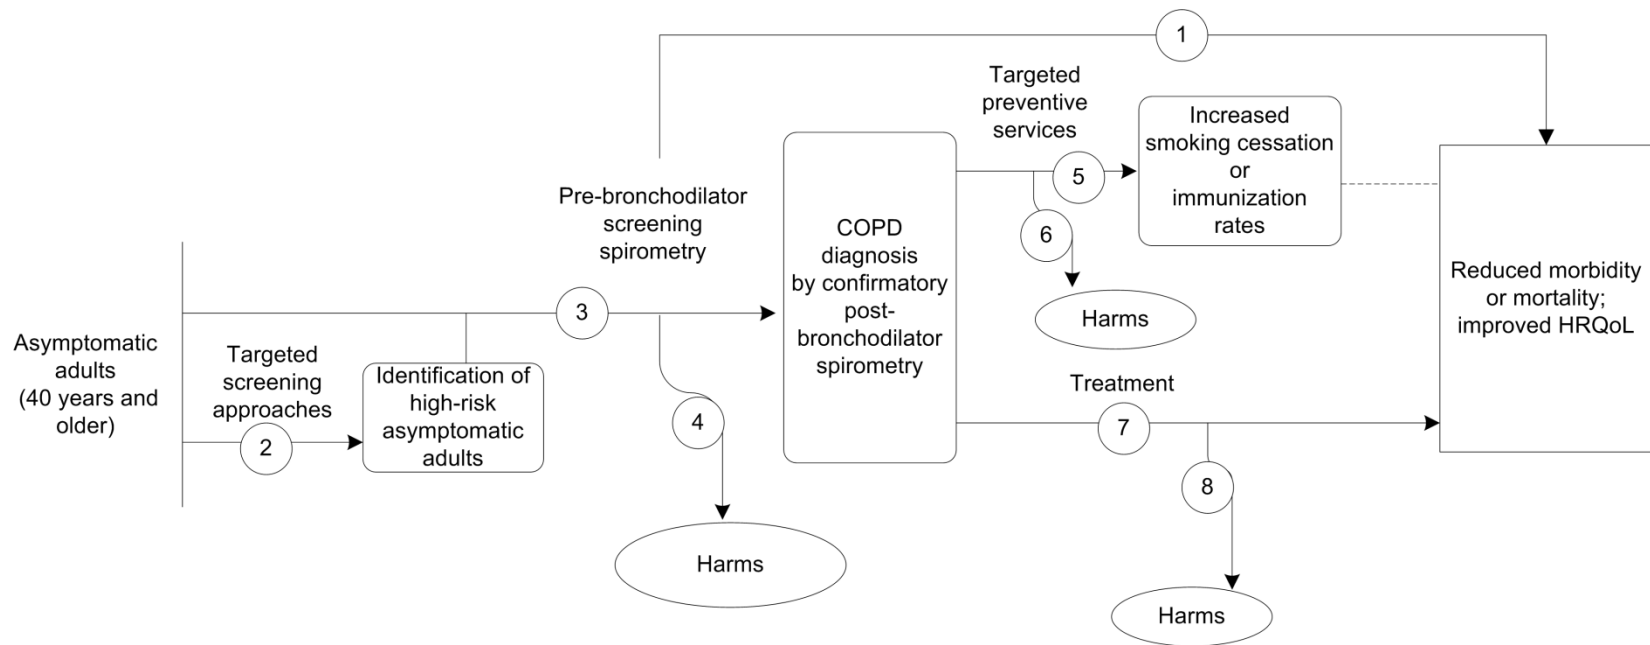 1
Targeted
preventive
services
Increased
smoking cessation
or
immunization
rates
5
6
Harms
Pre-bronchodilator
screening
spirometry
COPD
diagnosis
by confirmatory
post-
bronchodilator
spirometry
Reduced morbidity
or mortality;
improved HRQoL
3
Asymptomatic
adults
(40 years and
older)
Targeted
screening
approaches
2
Identification of
high-risk
asymptomatic
adults
4
Harms
Treatment
7
8
Harms